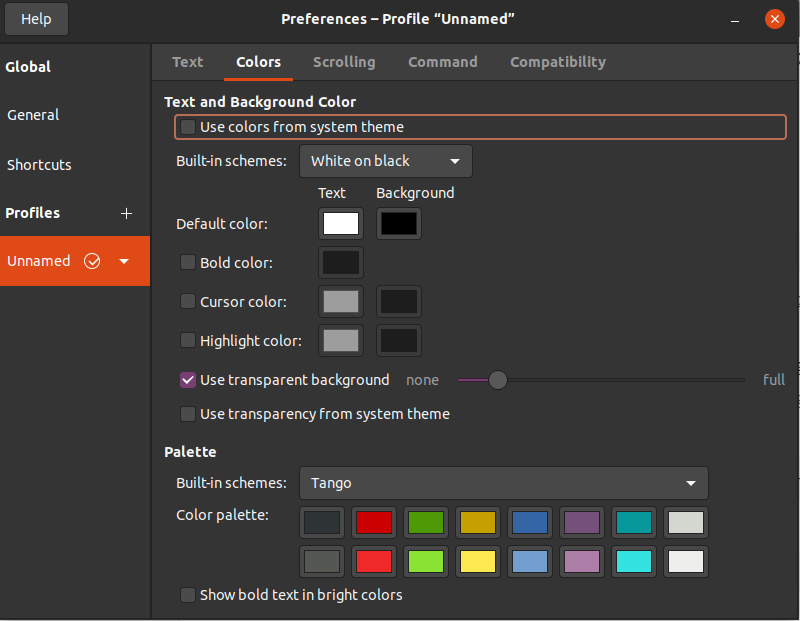 Help
Preferences – Profile “Unnamed”
Global
General
Shortcuts
Profiles
Unnamed
Text Colors Scrolling Command Compatibility
Text and Background Color
Use colors from system theme
Built-in schemes: White on black
Text Background
Default color:
Bold color:
Cursor color:
Highlight color:
Use transparent background none full
Use transparency from system theme
Palette
Built-in schemes: Tango
Color palette:
Show bold text in bright colors